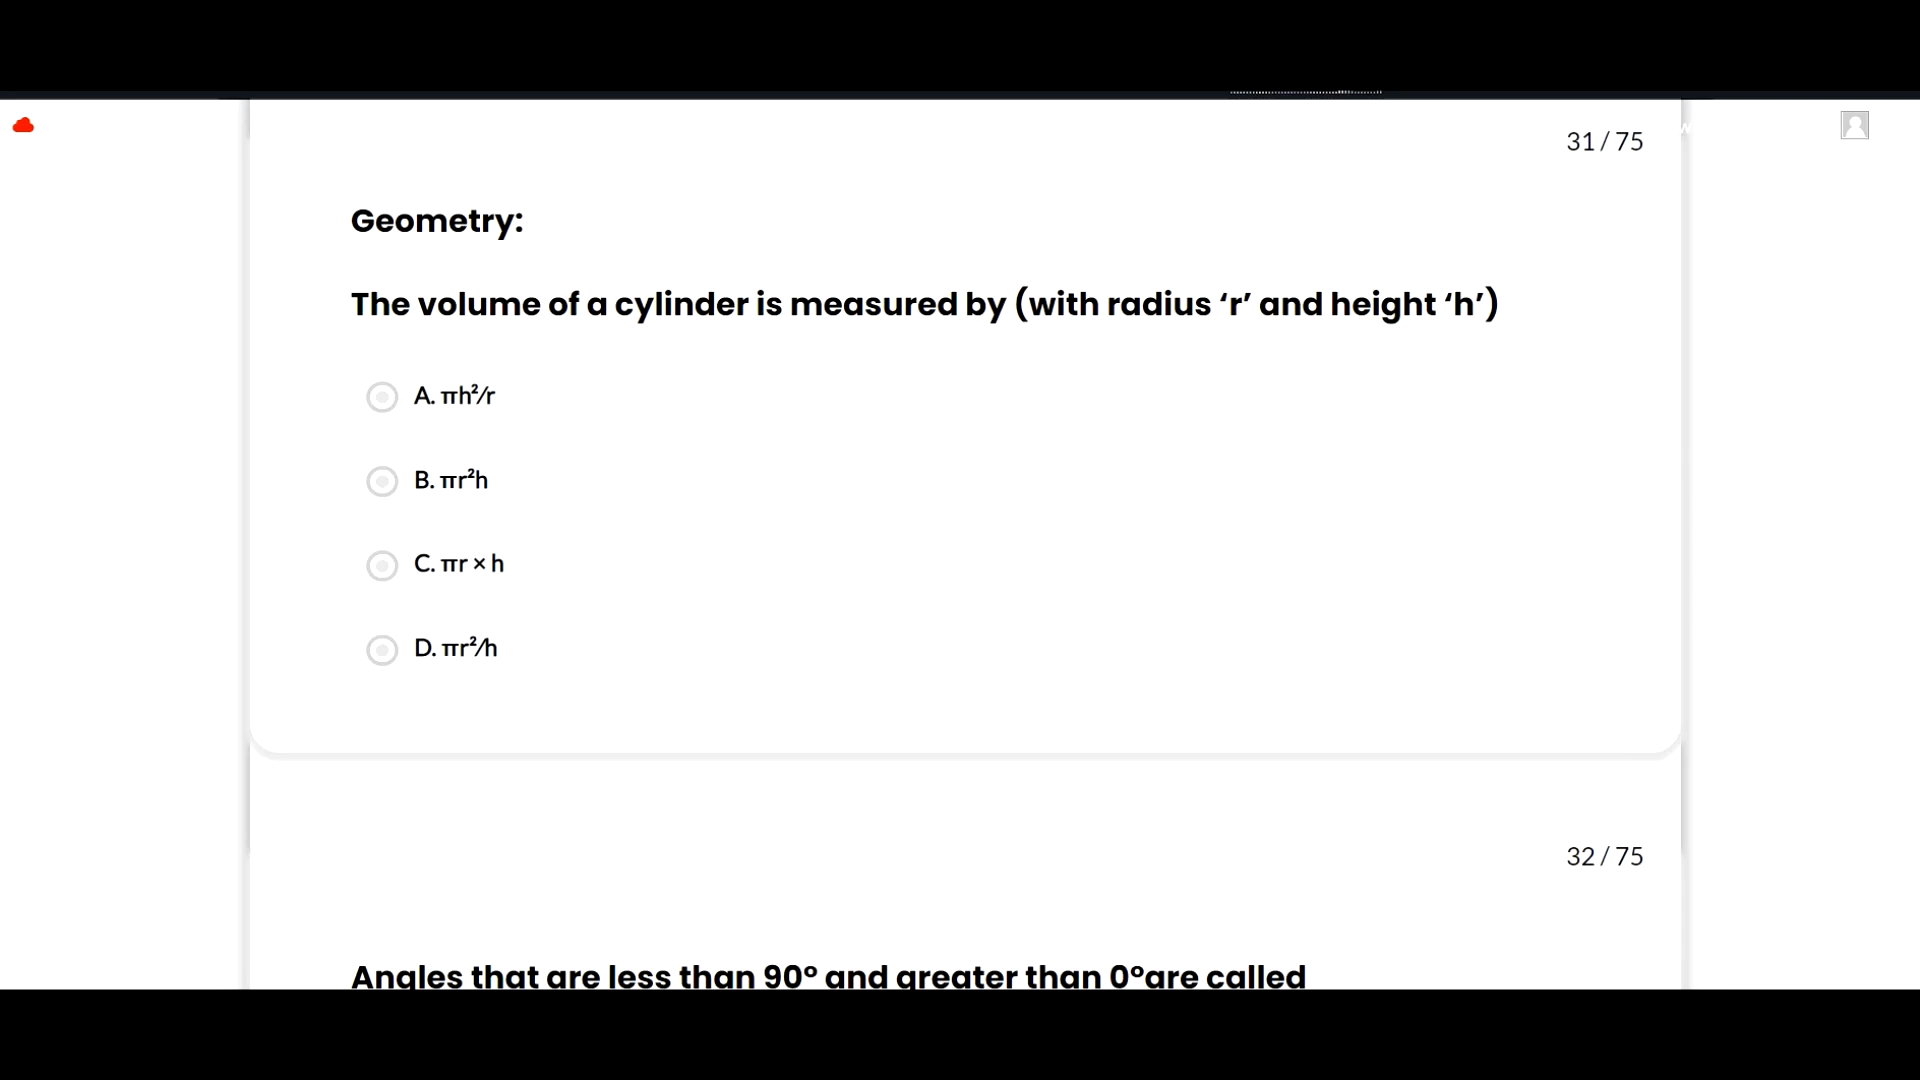 31 / 75
Geometry:
The volume of a cylinder is measured by (with radius ‘r’ and height ‘h’)
A. πh²/r
B. πr²h
C. πr × h
D. πr²/h
32 / 75
Angles that are less than 90° and greater than 0°are called